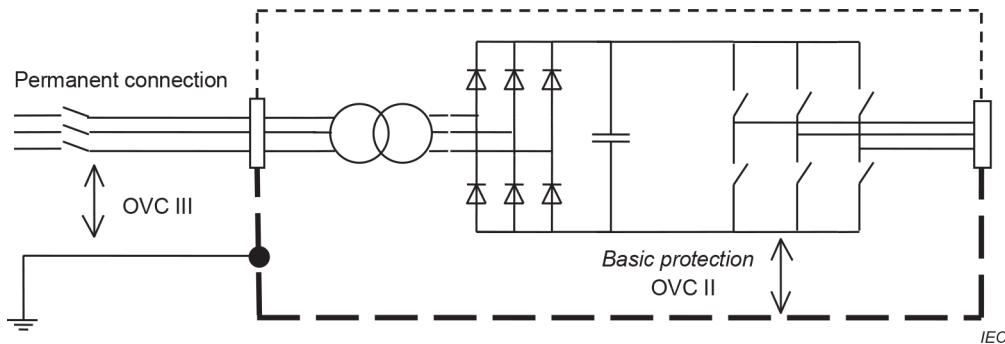 Permanent connection
OVC III
Basic protection
OVC II
IEC